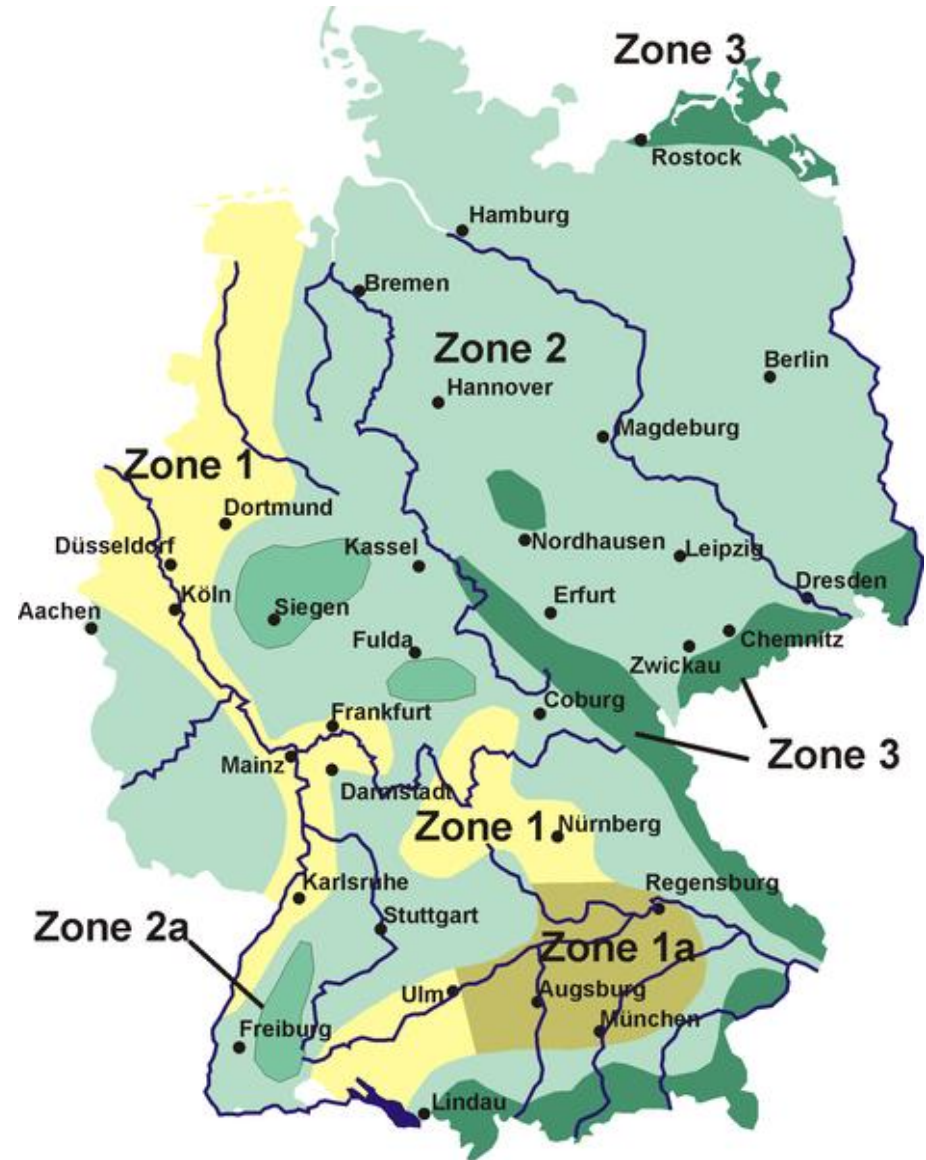 Zone 3
Rostock
Hamburg
Bremen
Zone 2
Berlin
Hannover
Magdeburg
Zone 1
Dortmund
Düsseldorf
Kassel
Nordhausen
Leipzig
Köln
Siegen
Erfurt
Dresden
Aachen
Fulda
Chemnitz
Zwickau
Coburg
Frankfurt
Zone 3
Mainz
Darmstadt
Zone 1
Nürnberg
Karlsruhe
Regensburg
Stuttgart
Zone 2a
Zone 1a
Ulm
Augsburg
München
Freiburg
Lindau